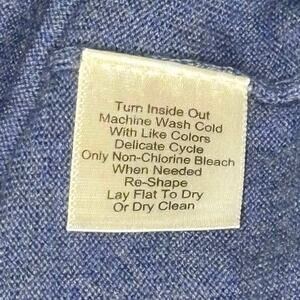 Turn Inside Out
Machine Wash Cold
With Like Colors
Delicate Cycle
Only Non-Chlorine Bleach
When Needed
Re-Shape
Lay Flat To Dry
Or Dry Clean